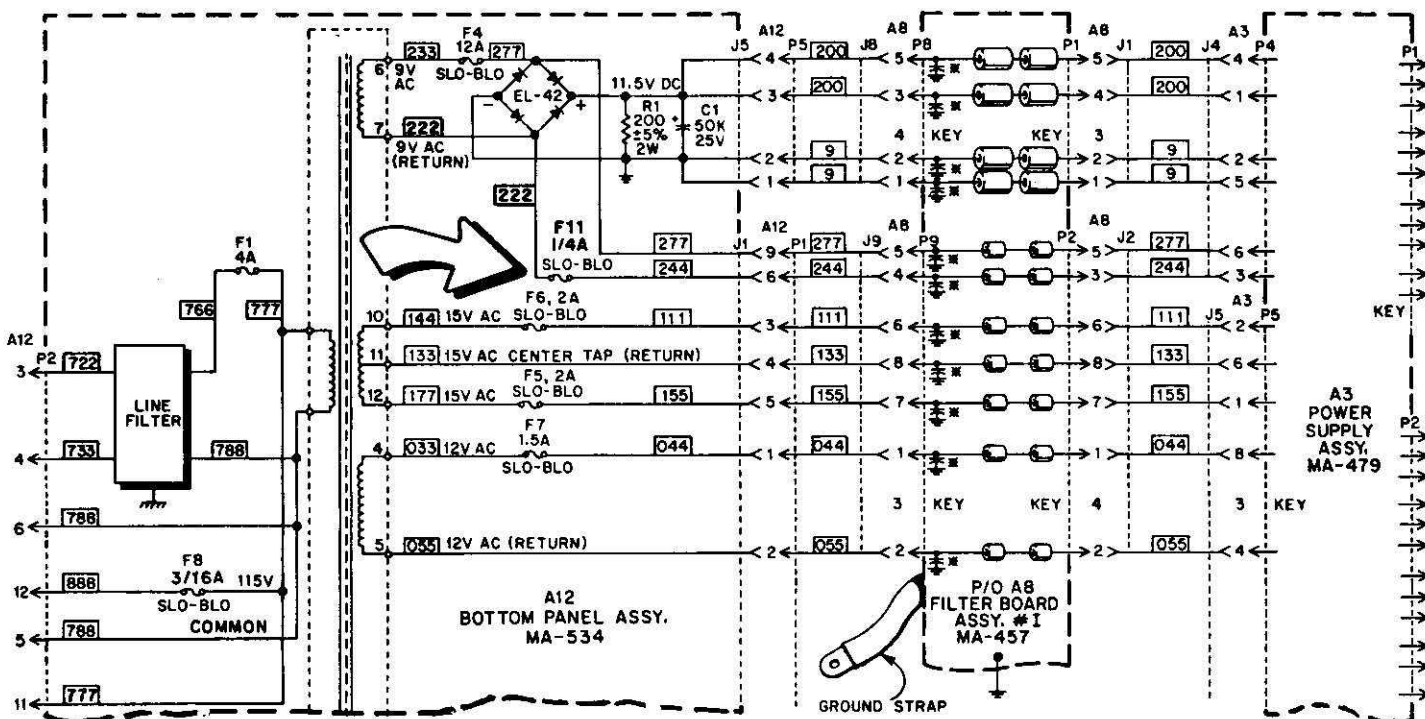 A12 A8 A8 A3
F4
233 12A 277 J5 P5 200 J8 P8 P1 J1 200 J4 P4 P1
6 9V AC SLO-BLO 4 5 5 4
EL-42 - +
11.5V DC 3 200 3 4 200 1
R1
200
±5%
2W
+
C1
50K
25V
7 222
9V AC
(RETURN)
4 KEY KEY 3
2 9 2 2 9 2
1 9 1 1 9 5
222
A12 A8 A8
F11
1/4A
SLO-BLO
277 J1 9 P1 277 J9 5 P9 P2 5 J2 277 6
244 6 244 4 3 244 3
F1
4A
KEY
A3
F6, 2A
SLO-BLO
766 777
10 144 15V AC 111 3 111 6 6 111 J5 2 P5
11 133 15V AC CENTER TAP (RETURN) 4 133 8 8 133 6
F5, 2A
SLO-BLO
12 177 15V AC 155 5 155 7 7 155 1
A12
P2
3 722
LINE
FILTER
4 733 788
A3
POWER
SUPPLY
ASSY.
MA-479
P2
F7
1.5A
SLO-BLO
4 033 12V AC 044 1 044 1 1 044 8
3 KEY KEY 4 3 KEY
6 786
5 055 12V AC (RETURN) 2 055 2 2 055 4
F8
3/16A
SLO-BLO
12 886 115V
5 788 COMMON
11 777
A12
BOTTOM PANEL ASSY.
MA-534
P/O A8
FILTER BOARD
ASSY. #1
MA-457
GROUND STRAP